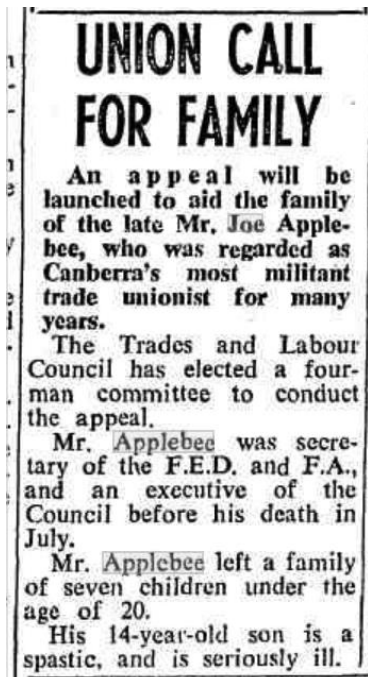 UNION CALL
FOR FAMILY
An appeal will be
launched to aid the family
of the late Mr. Joe Apple-
bee, who was regarded as
Canberra's most militant
trade unionist for many
years.
The Trades and Labour
Council has elected a four-
man committee to conduct
the appeal.
Mr. Applebee was secre-
tary of the F.E.D. and F.A.,
and an executive of the
Council before his death in
July.
Mr. Applebee left a family
of seven children under the
age of 20.
His 14-year-old son is a
spastic, and is seriously ill.